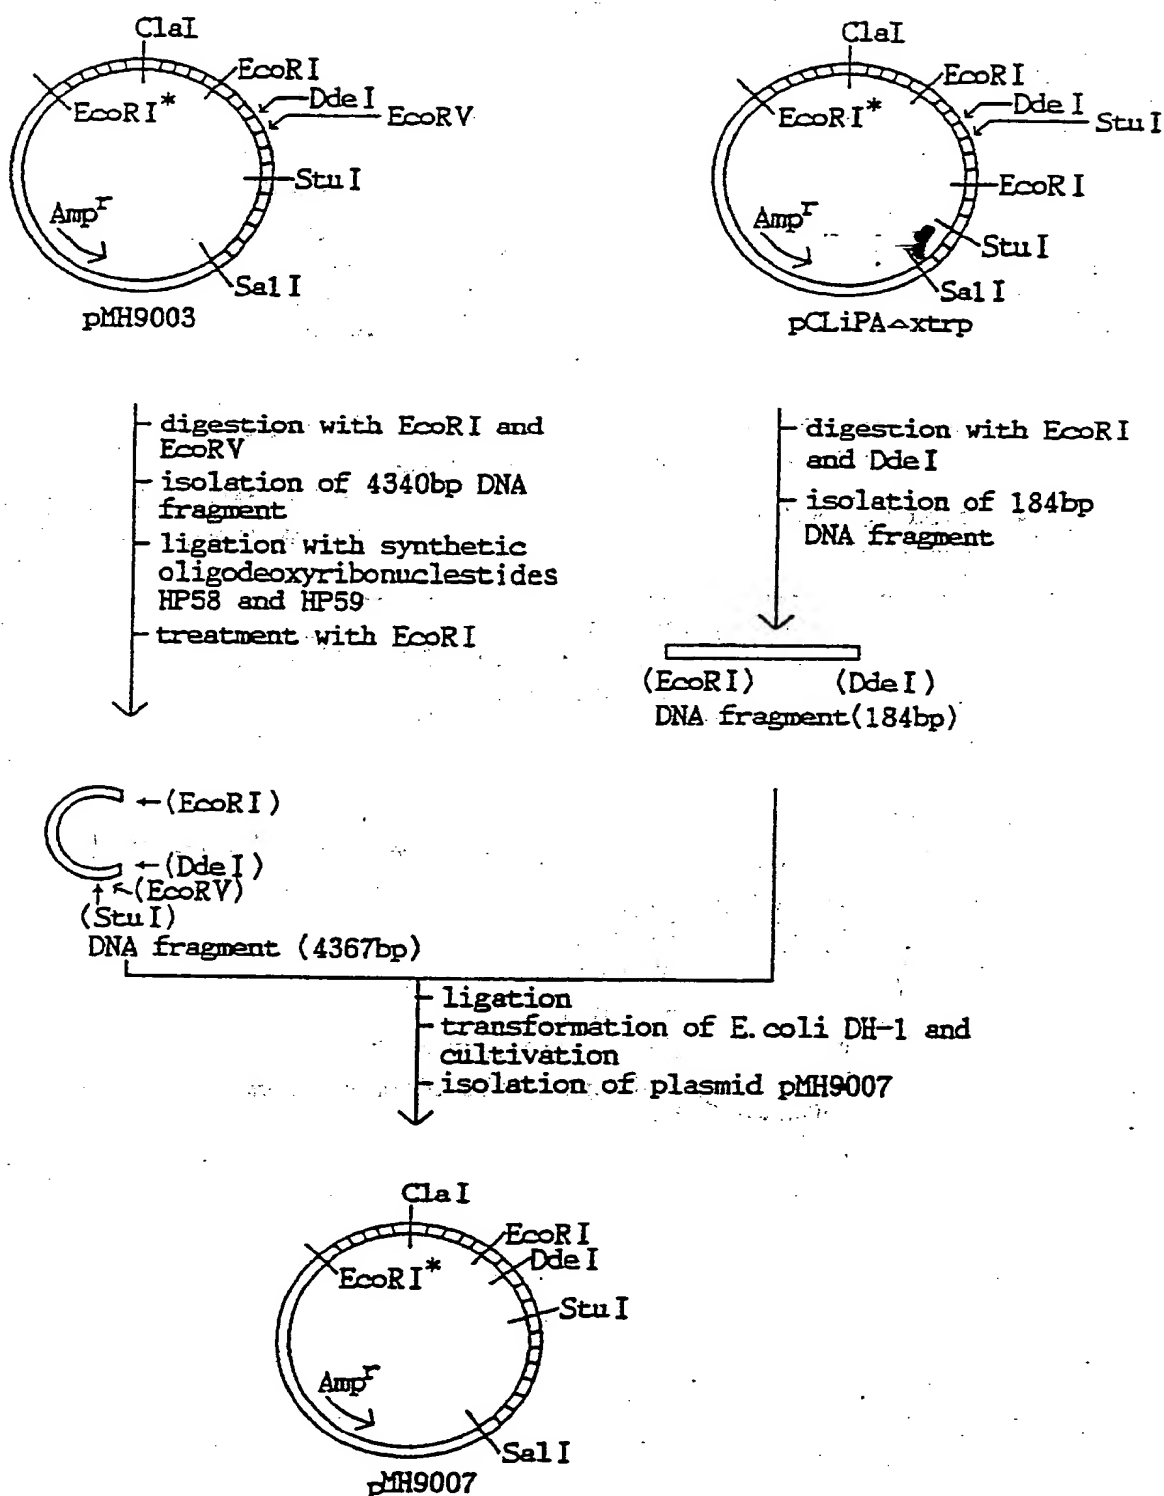 ClaI
EcoRI
EcoRI*
DdeI
EcoRV
StuI
Amp^r
SalI
pMH9003
ClaI
EcoRI
EcoRI*
DdeI
StuI
EcoRI
Amp^r
StuI
SalI
pCLiPA△xtrp
digestion with EcoRI and
EcoRV
isolation of 4340bp DNA
fragment
ligation with synthetic
oligodeoxyribonuclestides
HP58 and HP59
treatment with EcoRI
digestion with EcoRI
and DdeI
isolation of 184bp
DNA fragment
(EcoRI) (DdeI)
DNA fragment(184bp)
←(EcoRI)
←(DdeI)
(EcoRV)
(StuI)
DNA fragment (4367bp)
ligation
transformation of E.coli DH-1 and
cultivation
isolation of plasmid pMH9007
ClaI
EcoRI
DdeI
EcoRI*
StuI
Amp^r
SalI
pMH9007